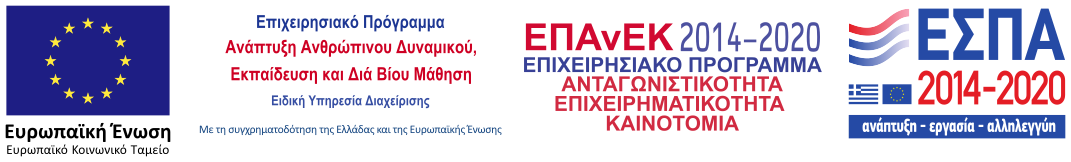 Ευρωπαϊκή Ένωση
Ευρωπαϊκό Κοινωνικό Ταμείο
Επιχειρησιακό Πρόγραμμα
Ανάπτυξη Ανθρώπινου Δυναμικού,
Εκπαίδευση και Διά Βίου Μάθηση
Ειδική Υπηρεσία Διαχείρισης
Με τη συγχρηματοδότηση της Ελλάδας και της Ευρωπαϊκής Ένωσης
ΕΠΑνΕΚ 2014–2020
ΕΠΙΧΕΙΡΗΣΙΑΚΟ ΠΡΟΓΡΑΜΜΑ
ΑΝΤΑΓΩΝΙΣΤΙΚΟΤΗΤΑ
ΕΠΙΧΕΙΡΗΜΑΤΙΚΟΤΗΤΑ
ΚΑΙΝΟΤΟΜΙΑ
ΕΣΠΑ
2014-2020
ανάπτυξη - εργασία - αλληλεγγύη